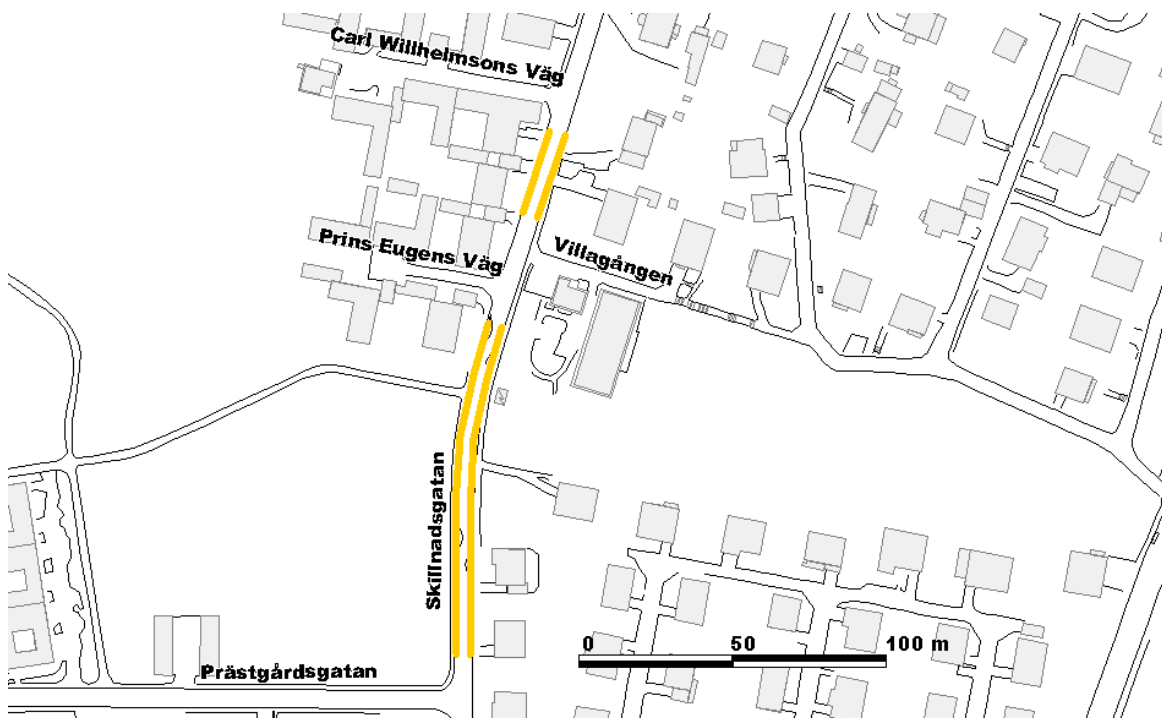 Carl Willhelmsons Väg
Prins Eugens Väg
Villagången
Skillnadsgatan
0 50 100 m
Prästgårdsgatan